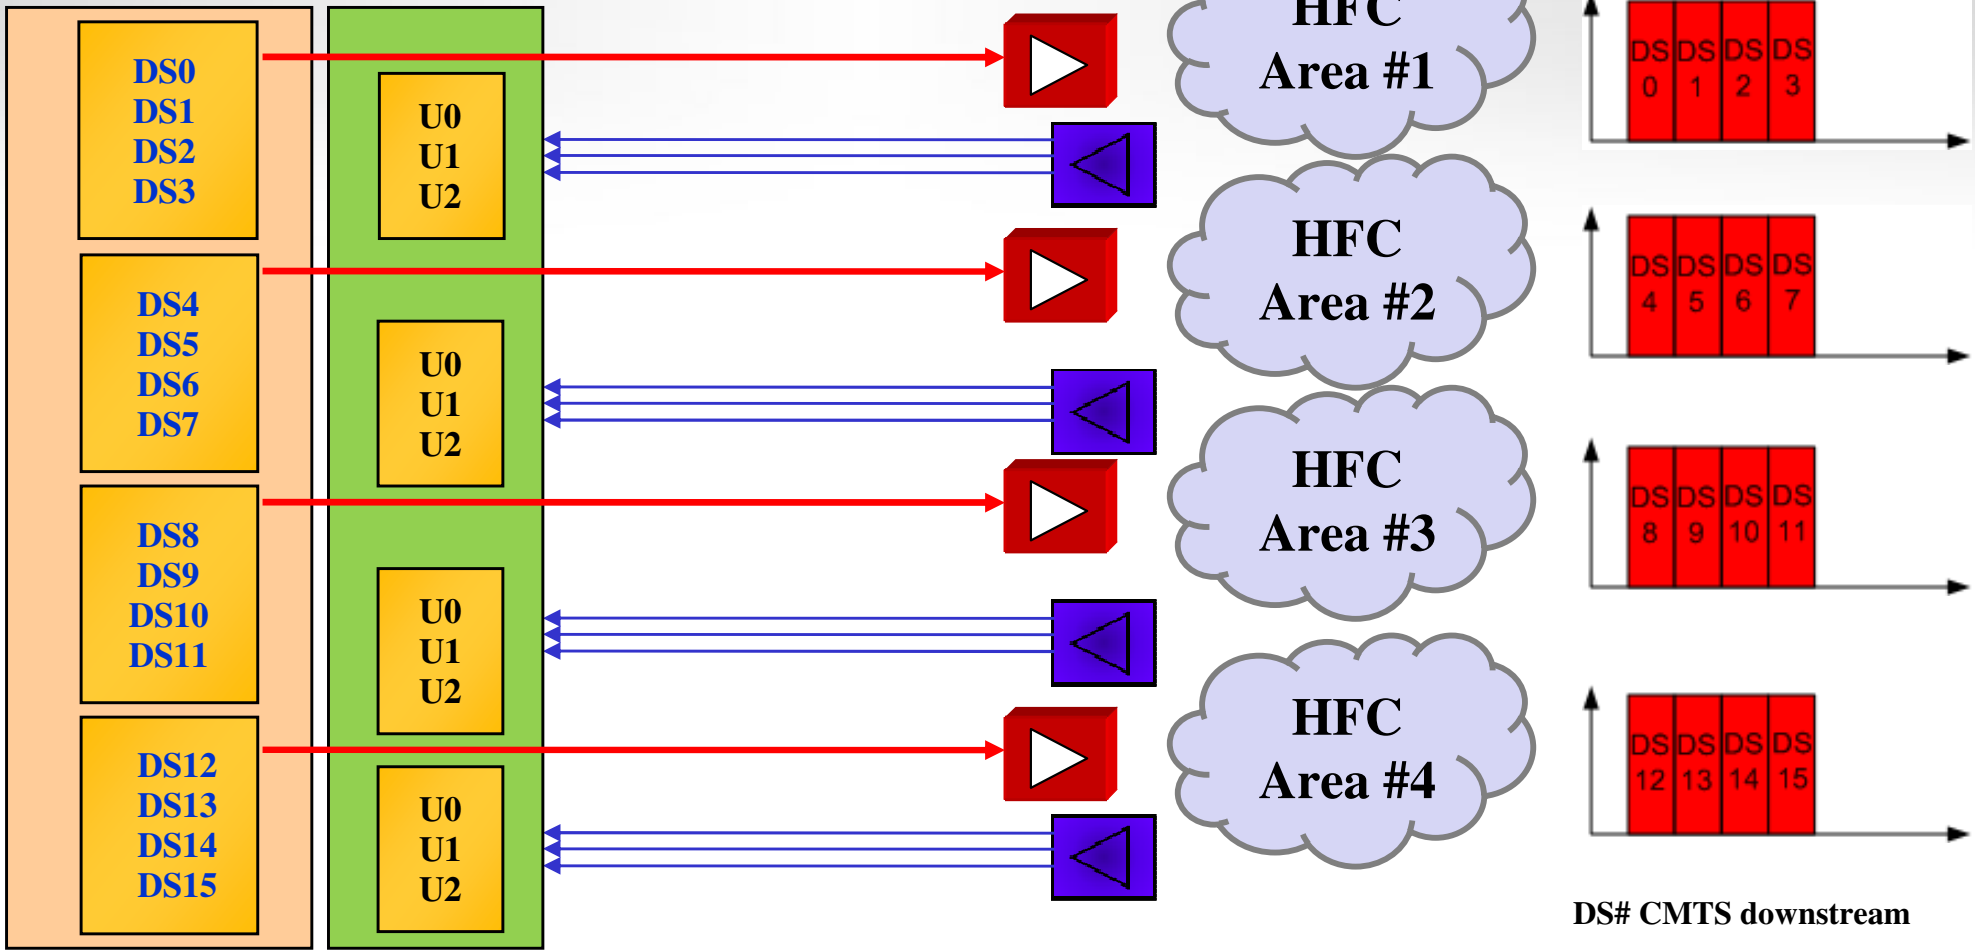 DS0
DS1
DS2
DS3
U0
U1
U2
HFC
Area #1
DS DS DS DS
0 1 2 3
DS4
DS5
DS6
DS7
U0
U1
U2
HFC
Area #2
DS DS DS DS
4 5 6 7
DS8
DS9
DS10
DS11
U0
U1
U2
HFC
Area #3
DS DS DS DS
8 9 10 11
DS12
DS13
DS14
DS15
U0
U1
U2
HFC
Area #4
DS DS DS DS
12 13 14 15
DS# CMTS downstream